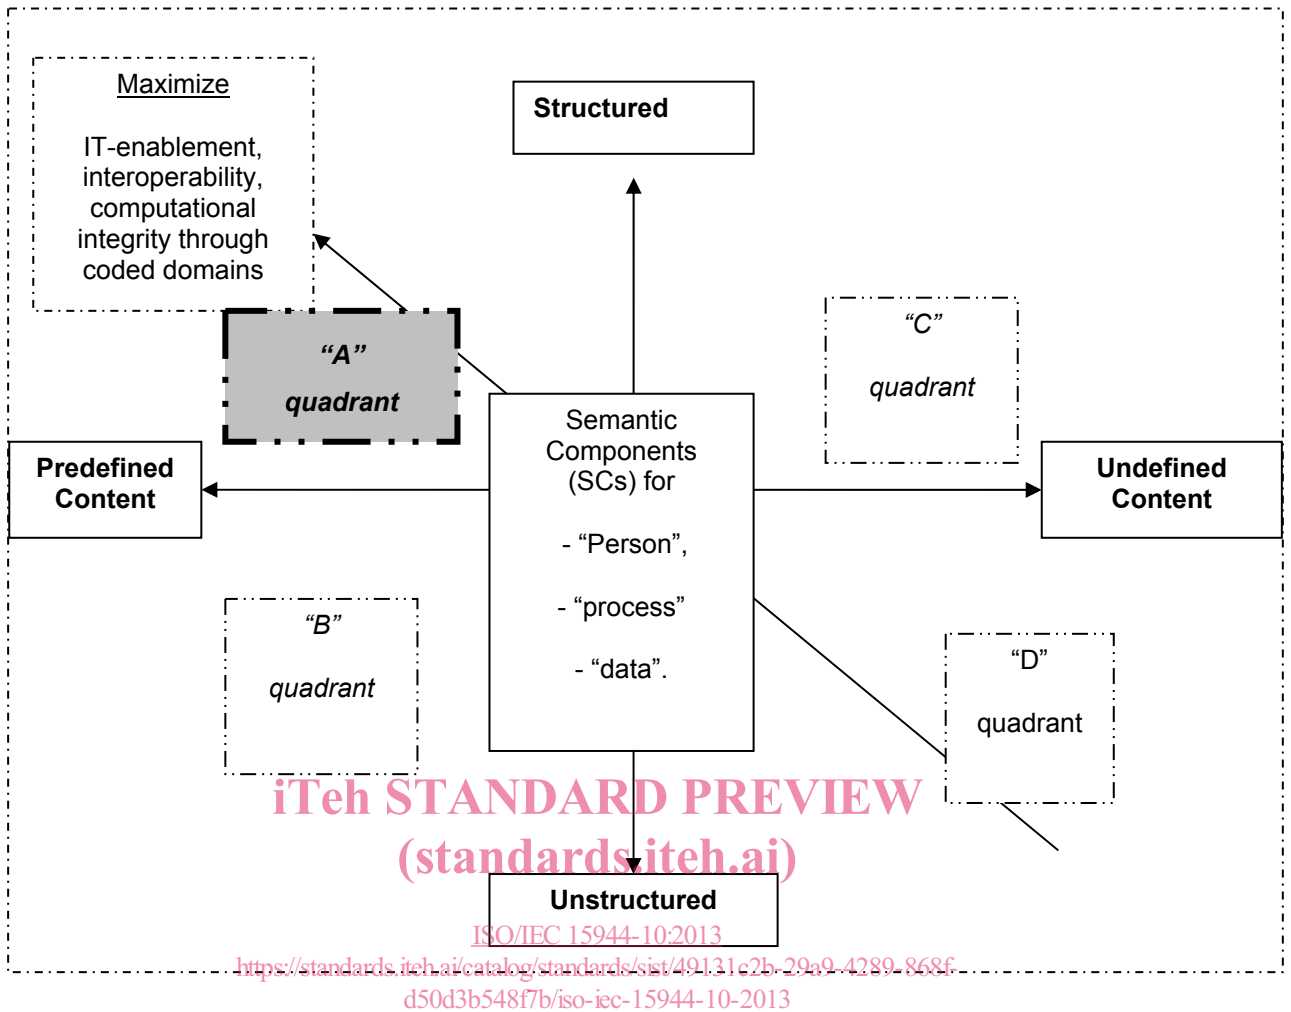 Maximize
IT-enablement,
interoperability,
computational
integrity through
coded domains
Structured
“A”
quadrant
“C”
quadrant
Predefined
Content
Semantic
Components
(SCs) for
- “Person”,
- “process”
- “data”.
Undefined
Content
“B”
quadrant
“D”
quadrant
iTeh STANDARD PREVIEW
(standards.iteh.ai)
Unstructured
ISO/IEC 15944-10:2013
https://standards.iteh.ai/catalog/standards/sist/49131c2b-29a9-4289-868f-
d50d3b548f7b/iso-iec-15944-10-2013